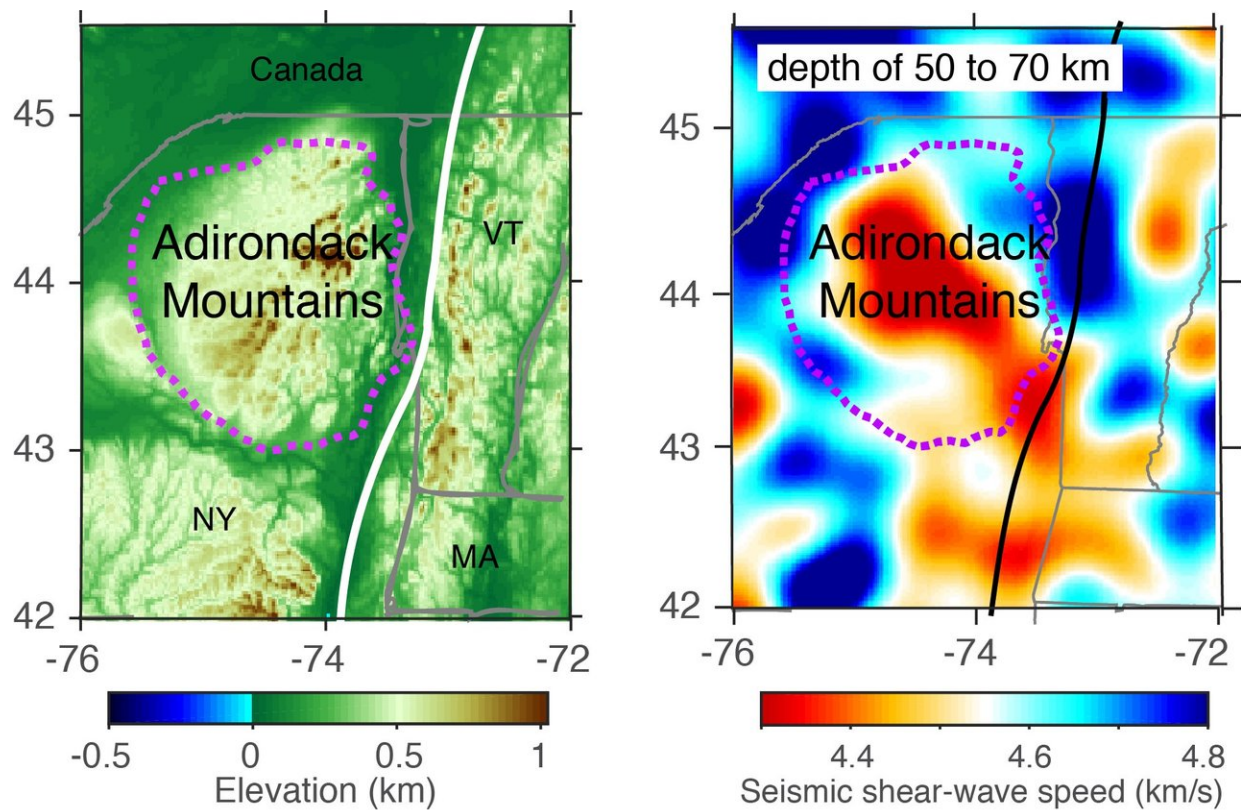 Canada
VT
Adirondack
Mountains
NY
MA
45
44
43
42
-76
-74
-72
-0.5
0
0.5
1
Elevation (km)
depth of 50 to 70 km
Adirondack
Mountains
45
44
43
42
-76
-74
-72
4.4
4.6
4.8
Seismic shear-wave speed (km/s)